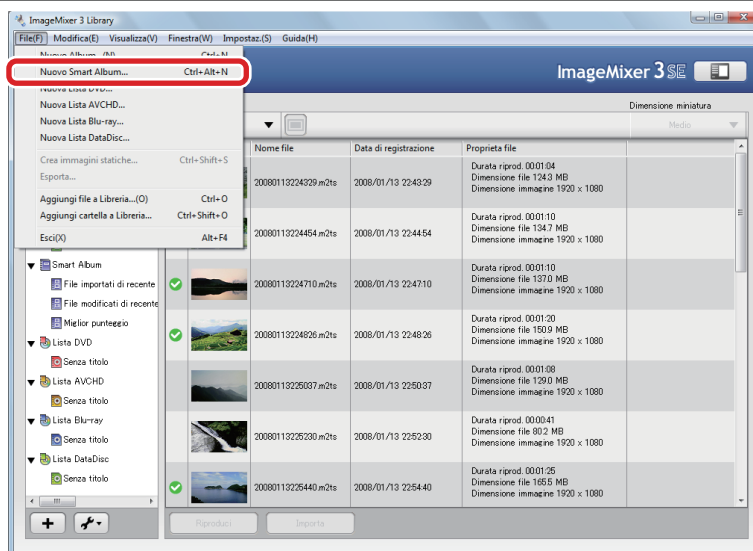 ImageMixer 3 Library
File(F) Modifica(E) Visualizza(V) Finestra(W) Impostaz.(S) Guida(H)
Nuovo Album...(N) Ctrl+N
Nuovo Smart Album... Ctrl+Alt+N
Nuova Lista DVD...
Nuova Lista AVCHD...
Nuova Lista Blu-ray...
Nuova Lista DataDisc...
Crea immagini statiche... Ctrl+Shift+S
Esporta...
Aggiungi file a Libreria...(O) Ctrl+O
Aggiungi cartella a Libreria... Ctrl+Shift+O
Esci(X) Alt+F4
ImageMixer 3 SE
Dimensione miniatura
Medio
Nome file Data di registrazione Proprieta file
20080113224329.m2ts 2008/01/13 22:43:29
Durata riprod. 00:01:04
Dimensione file 124.3 MB
Dimensione immagine 1920 x 1080
20080113224454.m2ts 2008/01/13 22:44:54
Durata riprod. 00:01:10
Dimensione file 134.7 MB
Dimensione immagine 1920 x 1080
20080113224710.m2ts 2008/01/13 22:47:10
Durata riprod. 00:01:10
Dimensione file 137.0 MB
Dimensione immagine 1920 x 1080
20080113224826.m2ts 2008/01/13 22:48:26
Durata riprod. 00:01:20
Dimensione file 150.9 MB
Dimensione immagine 1920 x 1080
20080113225037.m2ts 2008/01/13 22:50:37
Durata riprod. 00:01:08
Dimensione file 129.0 MB
Dimensione immagine 1920 x 1080
20080113225230.m2ts 2008/01/13 22:52:30
Durata riprod. 00:00:41
Dimensione file 80.2 MB
Dimensione immagine 1920 x 1080
20080113225440.m2ts 2008/01/13 22:54:40
Durata riprod. 00:01:25
Dimensione file 165.5 MB
Dimensione immagine 1920 x 1080
Smart Album
File importati di recente
File modificati di recente
Miglior punteggio
Lista DVD
Senza titolo
Lista AVCHD
Senza titolo
Lista Blu-ray
Senza titolo
Lista DataDisc
Senza titolo
Riproduci Importa